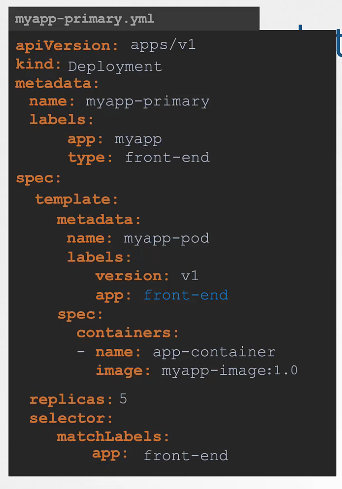 myapp-primary.yml
apiVersion: apps/v1
kind: Deployment
metadata:
  name: myapp-primary
  labels:
      app: myapp
      type: front-end
spec:
  template:
    metadata:
      name: myapp-pod
      labels:
         version: v1
         app: front-end
    spec:
      containers:
      - name: app-container
        image: myapp-image:1.0
  replicas: 5
  selector:
    matchLabels:
        app: front-end